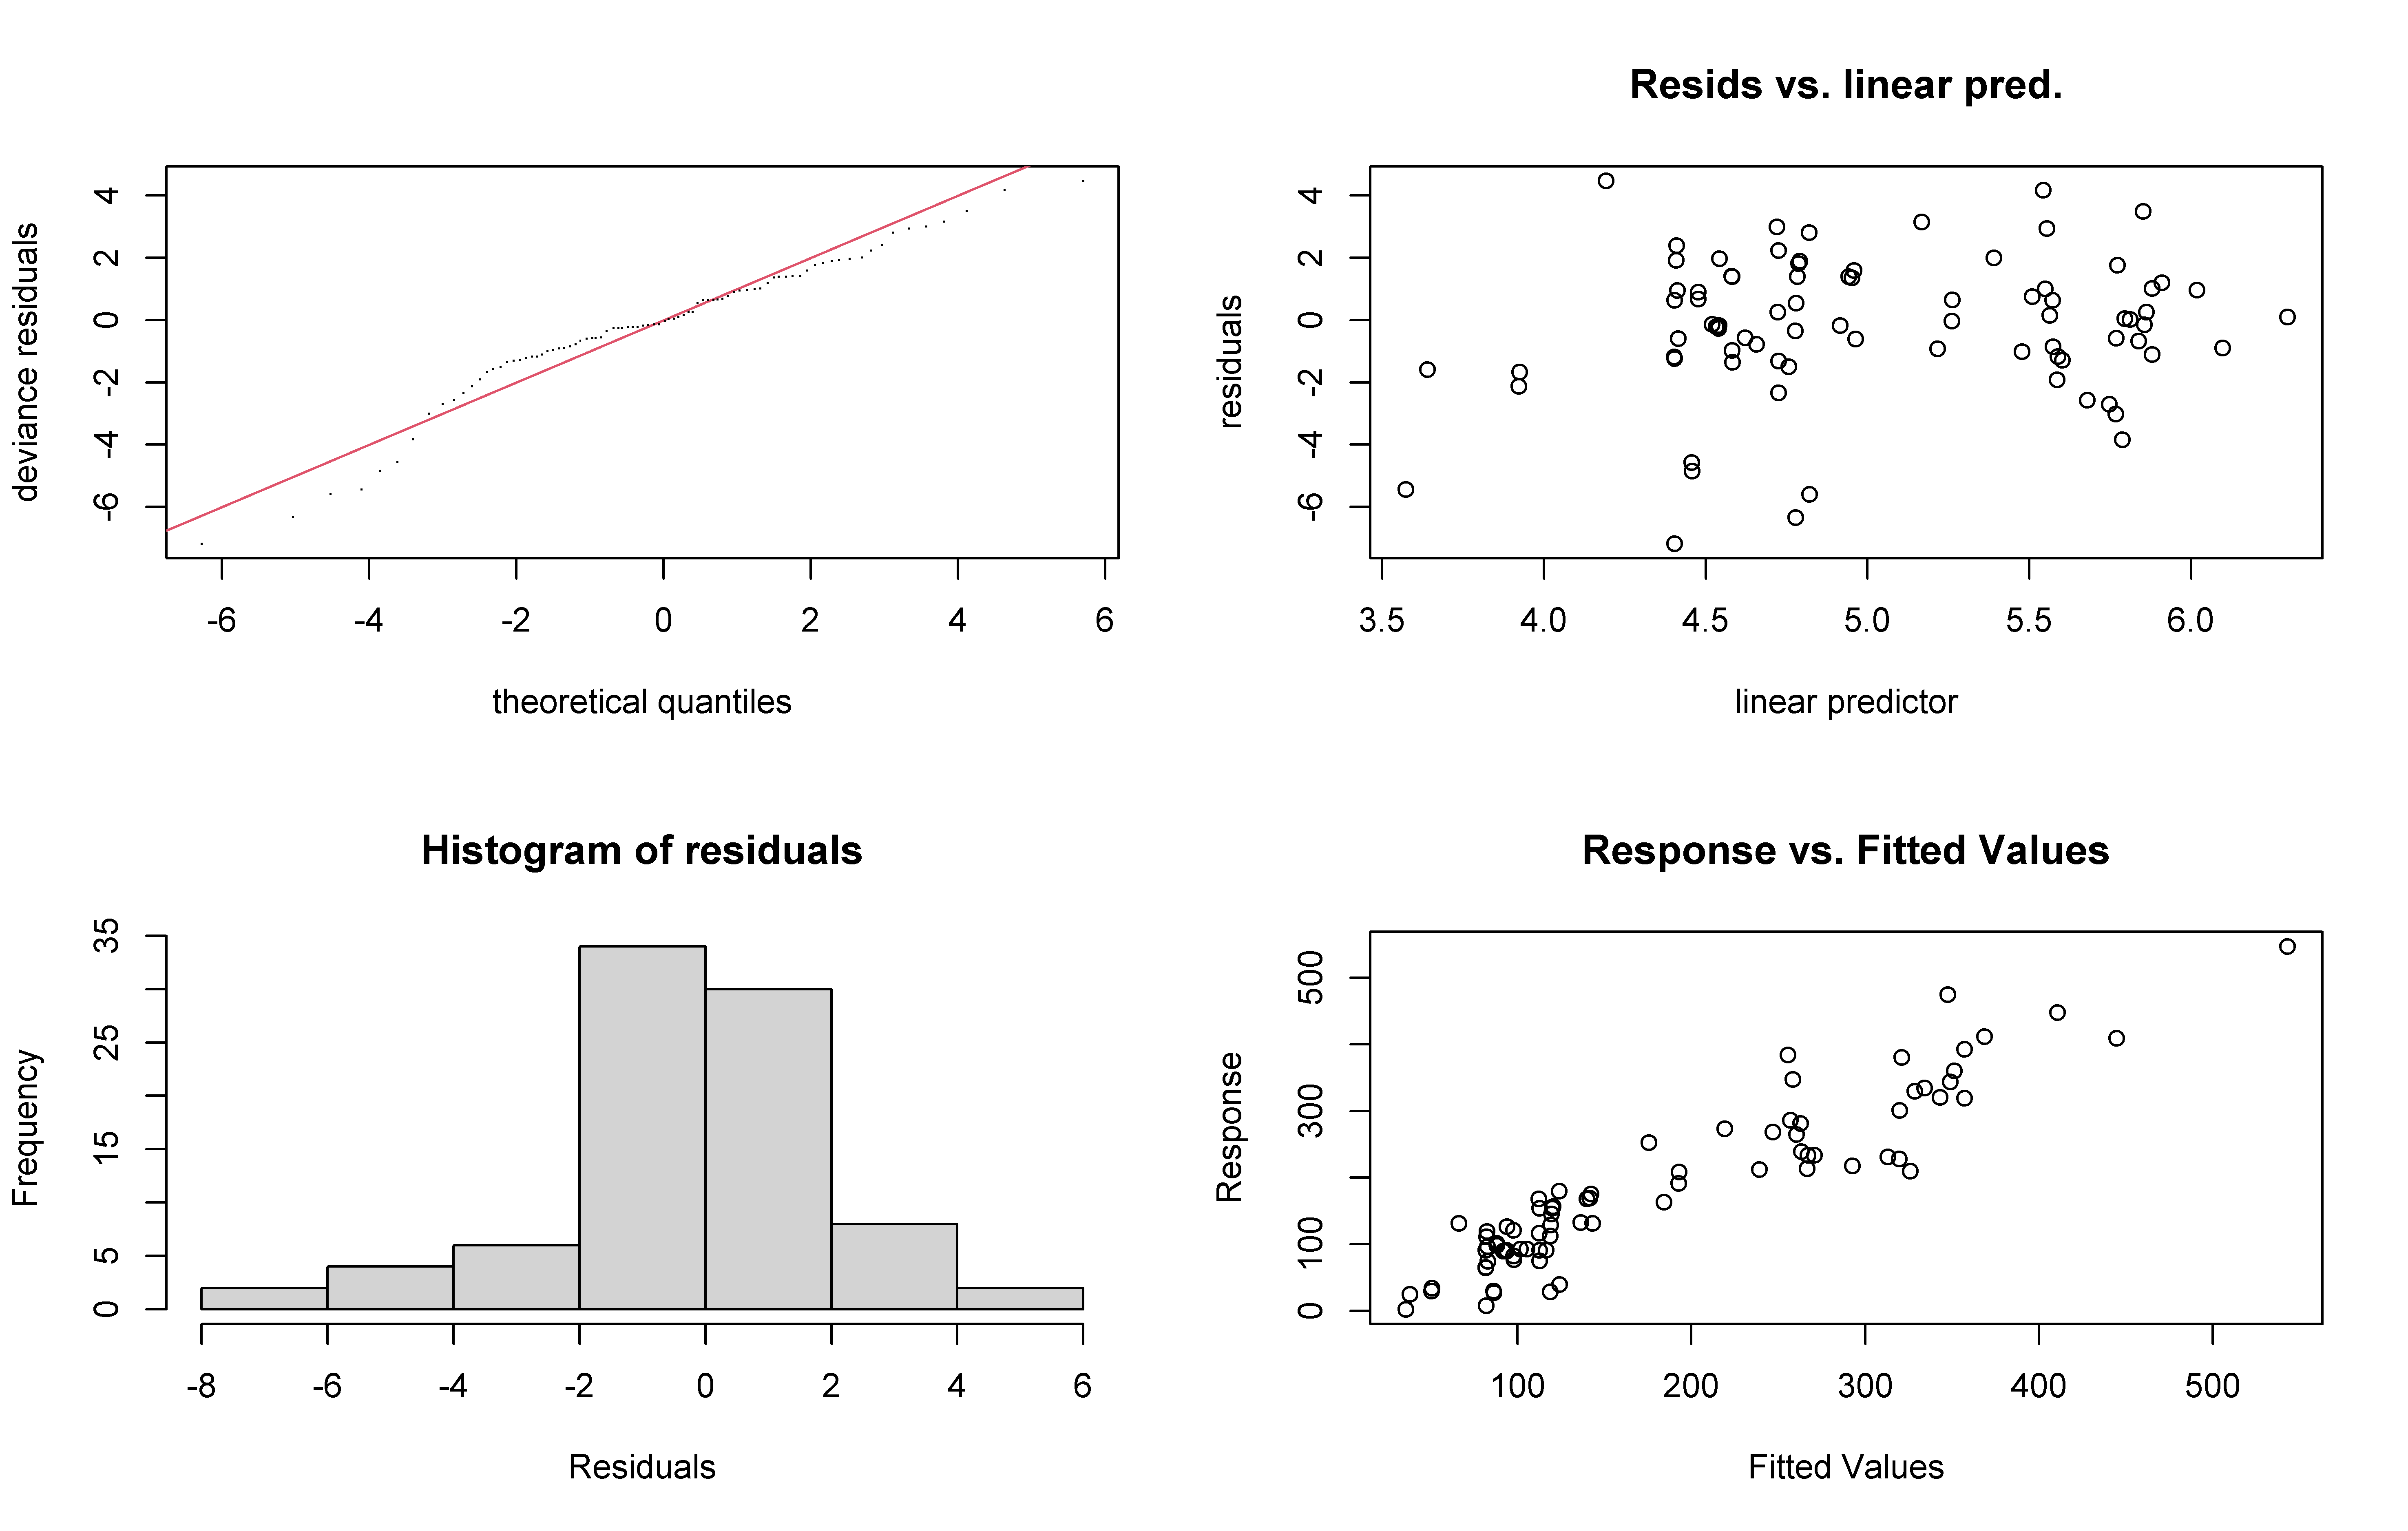 deviance residuals
4
2
0
-2
-4
-6
-6 -4 -2 0 2 4 6
theoretical quantiles
Resids vs. linear pred.
residuals
4
2
0
-2
-4
-6
3.5 4.0 4.5 5.0 5.5 6.0
linear predictor
Histogram of residuals
Frequency
35
25
15
5
0
-8 -6 -4 -2 0 2 4 6
Residuals
Response vs. Fitted Values
Response
500
300
100
0
100 200 300 400 500
Fitted Values